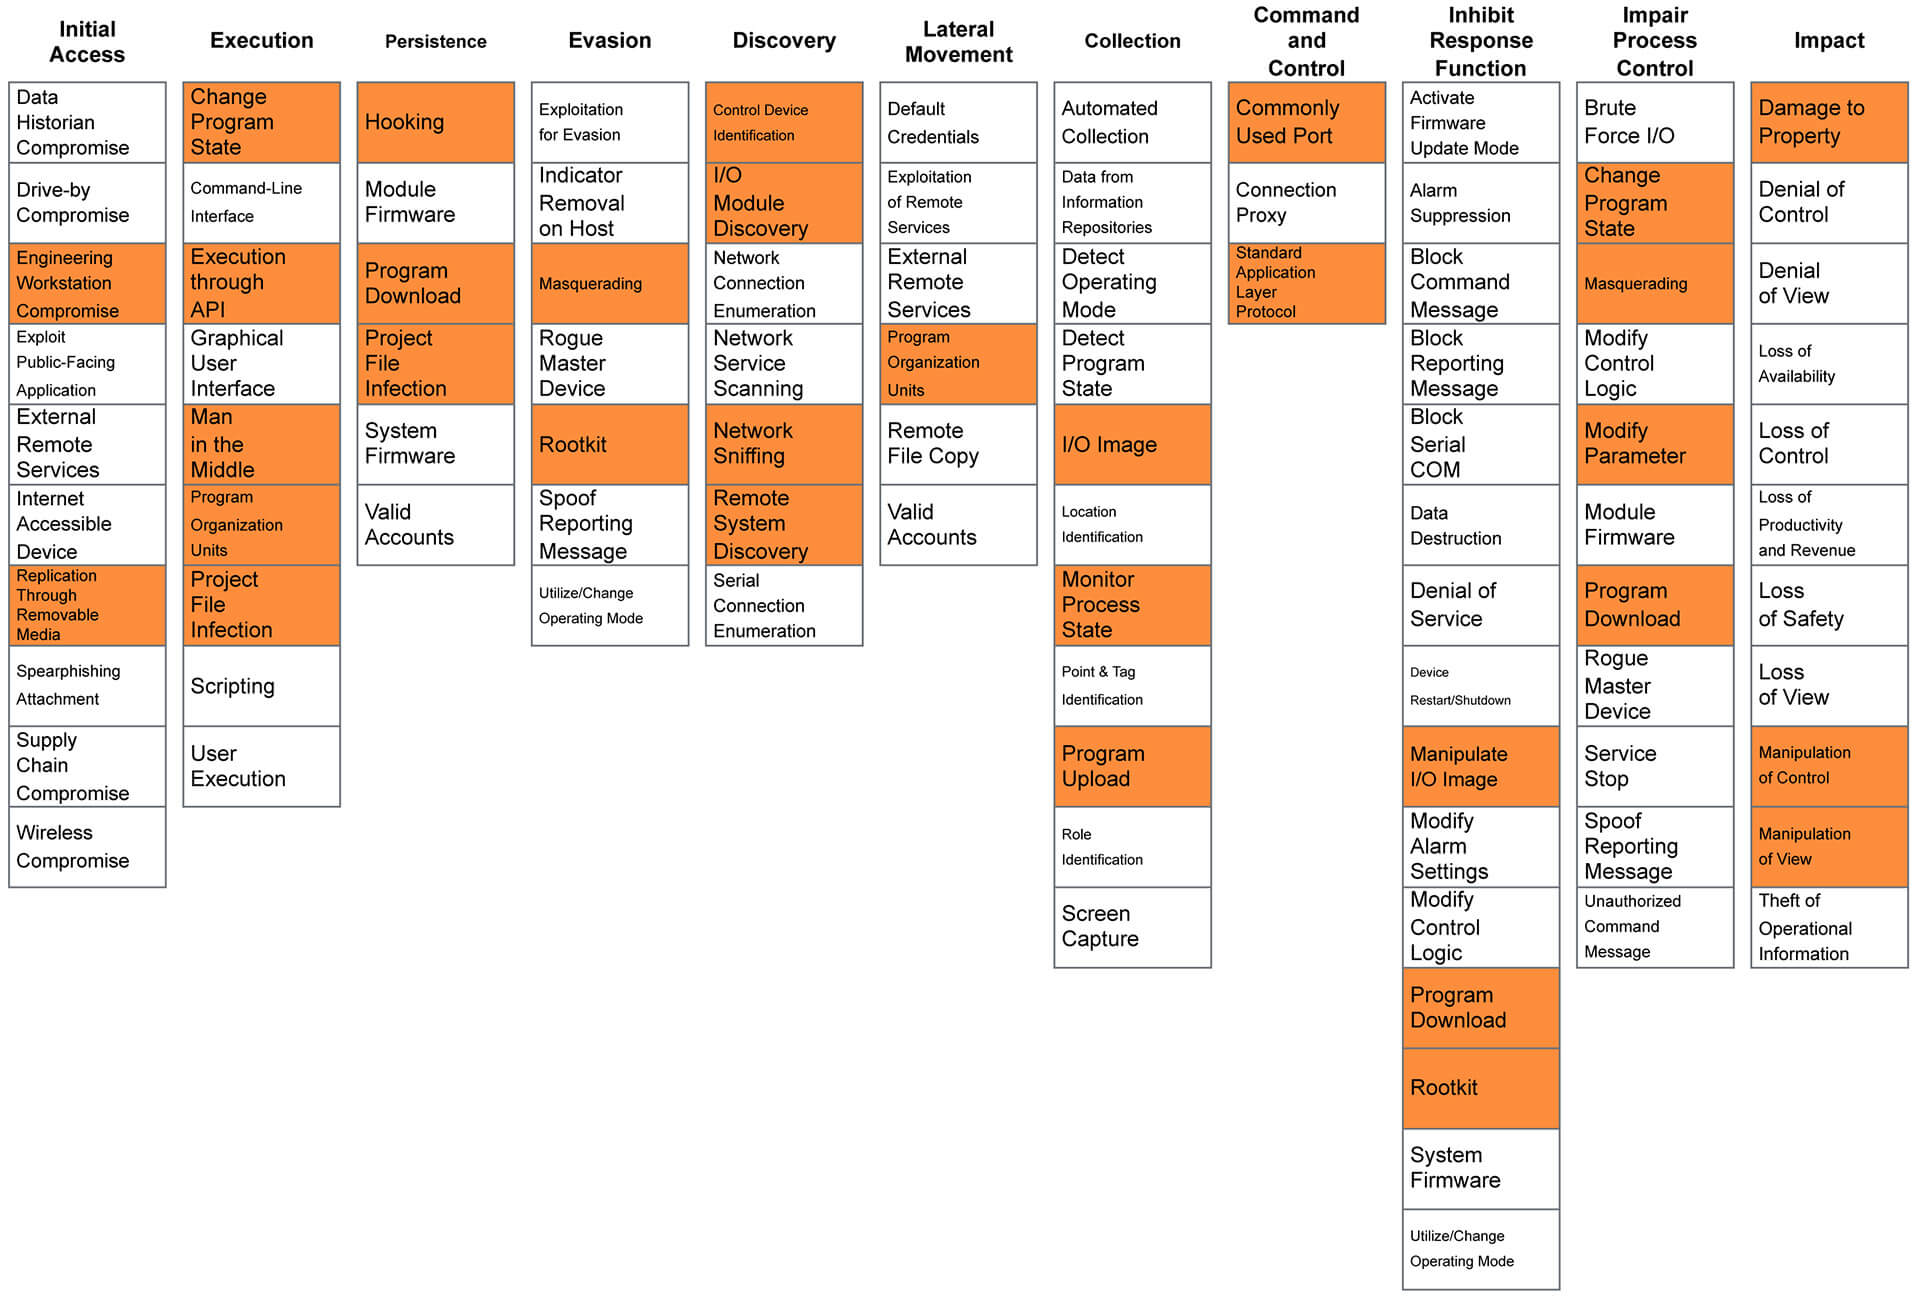 Initial
Access
Data
Historian
Compromise
Drive-by
Compromise
Engineering
Workstation
Compromise
Exploit
Public-Facing
Application
External
Remote
Services
Internet
Accessible
Device
Replication
Through
Removable
Media
Spearphishing
Attachment
Supply
Chain
Compromise
Wireless
Compromise
Execution
Change
Program
State
Command-Line
Interface
Execution
through
API
Graphical
User
Interface
Man
in the
Middle
Program
Organization
Units
Project
File
Infection
Scripting
User
Execution
Persistence
Hooking
Module
Firmware
Program
Download
Project
File
Infection
System
Firmware
Valid
Accounts
Evasion
Exploitation
for Evasion
Indicator
Removal
on Host
Masquerading
Rogue
Master
Device
Rootkit
Spoof
Reporting
Message
Utilize/Change
Operating Mode
Discovery
Control Device
Identification
I/O
Module
Discovery
Network
Connection
Enumeration
Network
Service
Scanning
Network
Sniffing
Remote
System
Discovery
Serial
Connection
Enumeration
Lateral
Movement
Default
Credentials
Exploitation
of Remote
Services
External
Remote
Services
Program
Organization
Units
Remote
File Copy
Valid
Accounts
Collection
Automated
Collection
Data from
Information
Repositories
Detect
Operating
Mode
Detect
Program
State
I/O Image
Location
Identification
Monitor
Process
State
Point & Tag
Identification
Program
Upload
Role
Identification
Screen
Capture
Command
and
Control
Commonly
Used Port
Connection
Proxy
Standard
Application
Layer
Protocol
Inhibit
Response
Function
Activate
Firmware
Update Mode
Alarm
Suppression
Block
Command
Message
Block
Reporting
Message
Block
Serial
COM
Data
Destruction
Denial of
Service
Device
Restart/Shutdown
Manipulate
I/O Image
Modify
Alarm
Settings
Modify
Control
Logic
Program
Download
Rootkit
System
Firmware
Utilize/Change
Operating Mode
Impair
Process
Control
Brute
Force I/O
Change
Program
State
Masquerading
Modify
Control
Logic
Modify
Parameter
Module
Firmware
Program
Download
Rogue
Master
Device
Service
Stop
Spoof
Reporting
Message
Unauthorized
Command
Message
Impact
Damage to
Property
Denial of
Control
Denial
of View
Loss of
Availability
Loss of
Control
Loss of
Productivity
and Revenue
Loss
of Safety
Loss
of View
Manipulation
of Control
Manipulation
of View
Theft of
Operational
Information